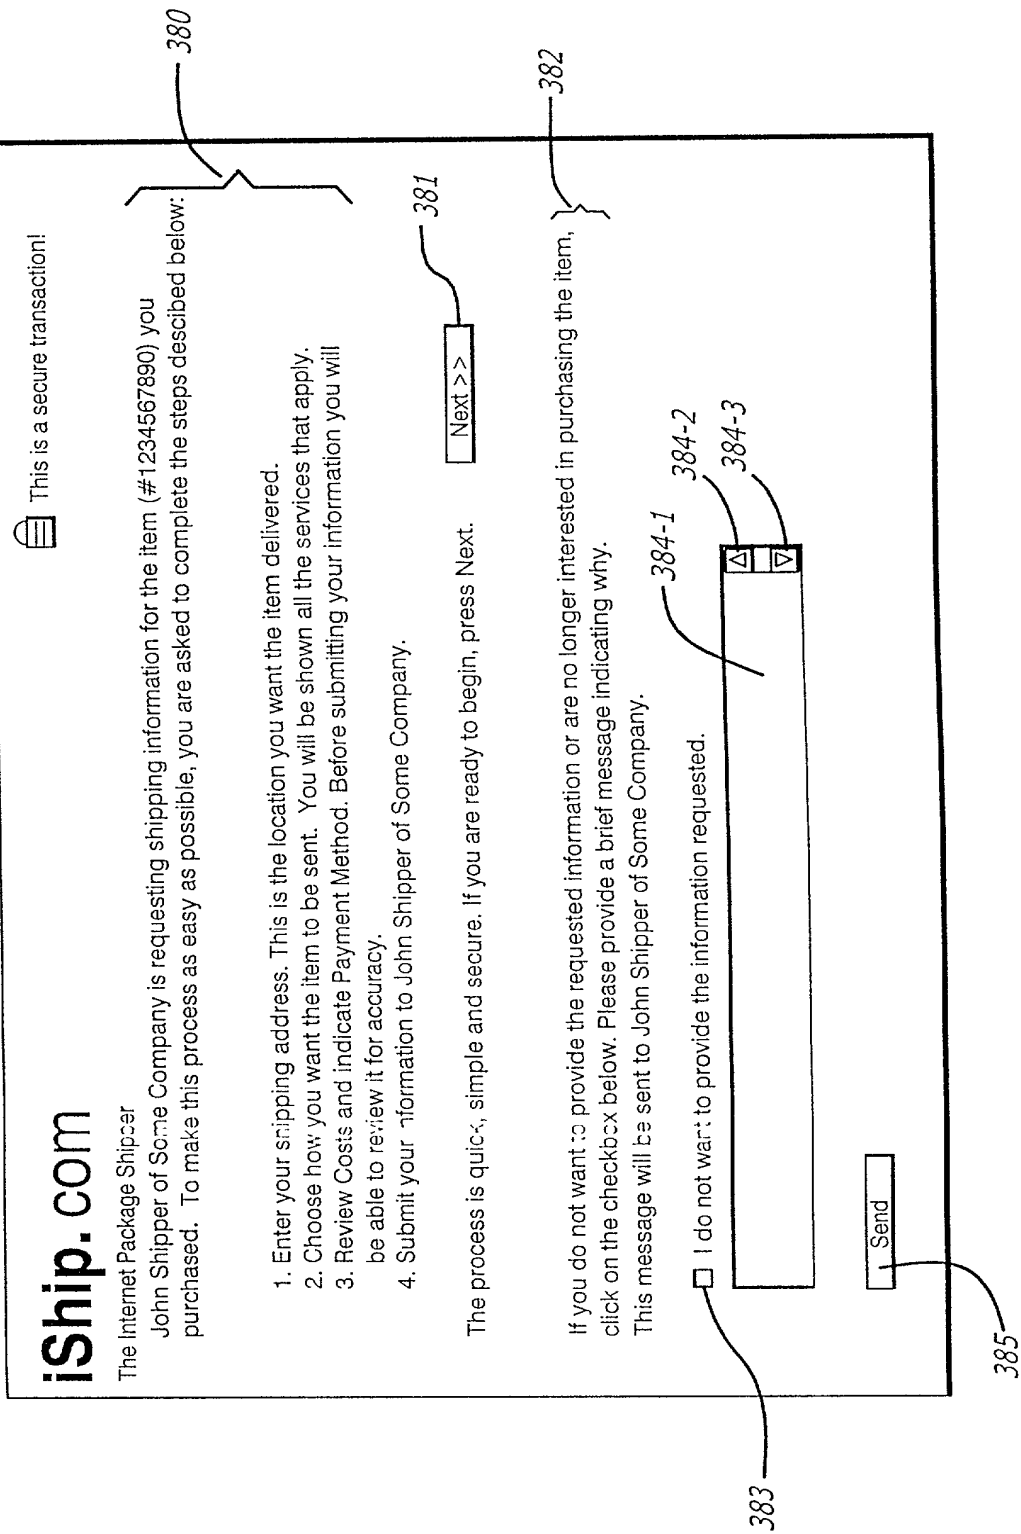 380
This is a secure transaction!
iShip.com
The Internet Package Shipper
John Shipper of Some Company is requesting shipping information for the item (#1234567890) you
purchased. To make this process as easy as possible, you are asked to complete the steps descibed below:
1. Enter your shipping address. This is the location you want the item delivered.
2. Choose how you want the item to be sent. You will be shown all the services that apply.
3. Review Costs and indicate Payment Method. Before submitting your information you will
be able to review it for accuracy.
4. Submit your information to John Shipper of Some Company.
381
The process is quick, simple and secure. If you are ready to begin, press Next.
Next >>
382
If you do not want to provide the requested information or are no longer interested in purchasing the item,
click on the checkbox below. Please provide a brief message indicating why.
This message will be sent to John Shipper of Some Company.
383
I do not want to provide the information requested.
384-1
384-2
384-3
Send
385